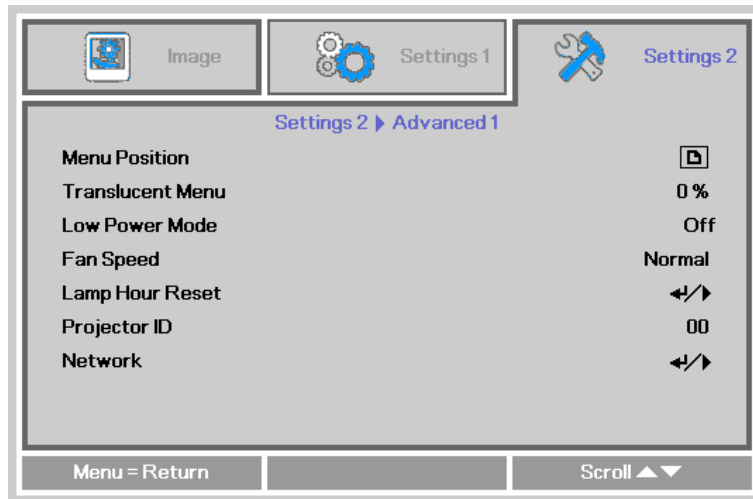 Image
Settings 1
Settings 2
Settings 2 ▶ Advanced 1
Menu Position
Translucent Menu 0 %
Low Power Mode Off
Fan Speed Normal
Lamp Hour Reset ↵/▶
Projector ID 00
Network ↵/▶
Menu = Return
Scroll ▲▼